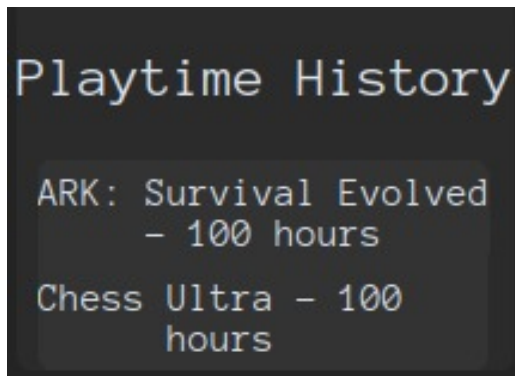 Playtime History
ARK: Survival Evolved
– 100 hours
Chess Ultra – 100
hours